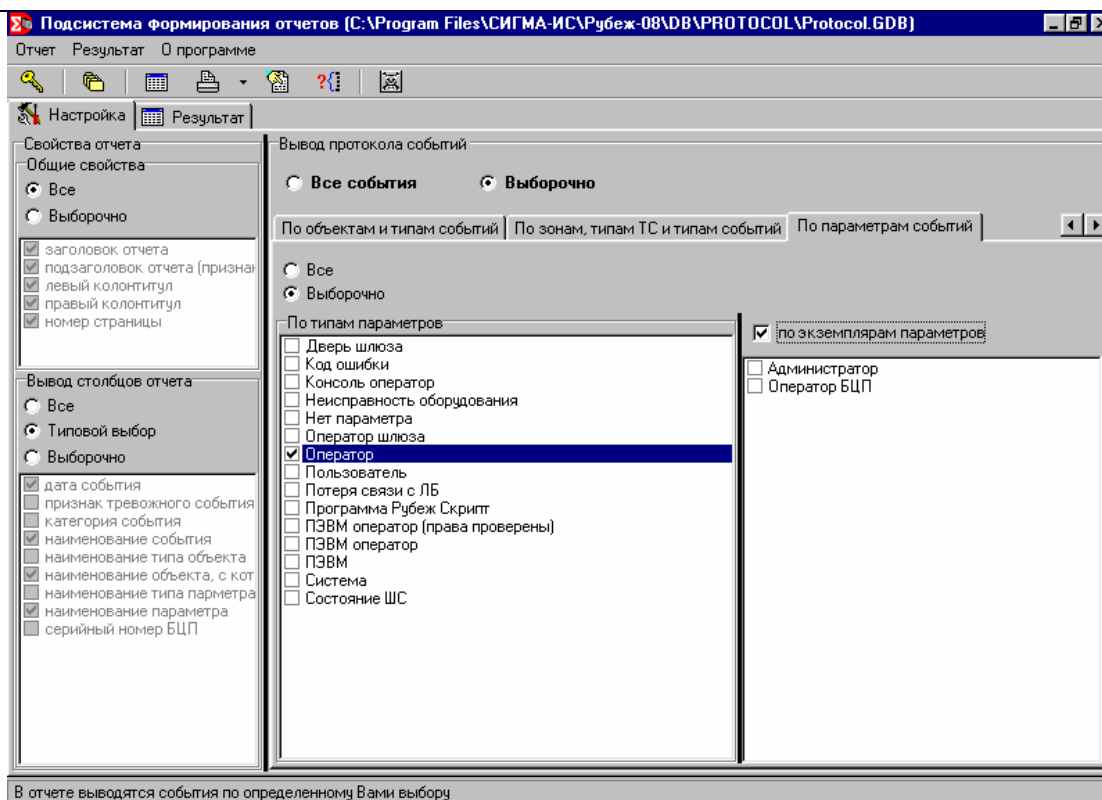 Подсистема формирования отчетов (C:\Program Files\СИГМА-ИС\Рубеж-08\DB\PROTOCOL\Protocol.GDB)
Отчет Результат О программе
Настройка Результат
Свойства отчета
Общие свойства
Все
Выборочно
заголовок отчета
подзаголовок отчета (признак
левый колонтитул
правый колонтитул
номер страницы
Вывод столбцов отчета
Все
Типовой выбор
Выборочно
дата события
признак тревожного события
категория события
наименование события
наименование типа объекта
наименование объекта, с кот
наименование типа парметра
наименование параметра
серийный номер БЦП
Вывод протокола событий
Все события Выборочно
По объектам и типам событий По зонам, типам ТС и типам событий По параметрам событий
Все
Выборочно
По типам параметров
Дверь шлюза
Код ошибки
Консоль оператор
Неисправность оборудования
Нет параметра
Оператор шлюза
Оператор
Пользователь
Потеря связи с ЛБ
Программа Рубеж Скрипт
ПЭВМ оператор (права проверены)
ПЭВМ оператор
ПЭВМ
Система
Состояние ШС
по экземплярам параметров
Администратор
Оператор БЦП
В отчете выводятся события по определенному Вами выбору